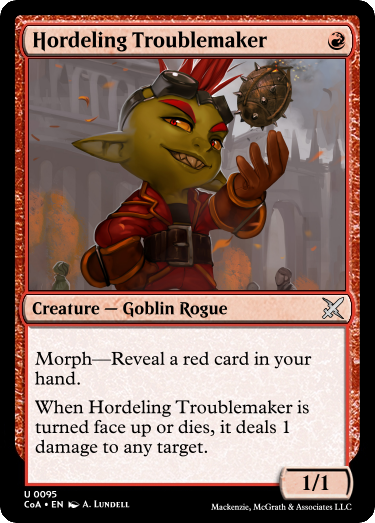 Hordeling Troublemaker
Creature — Goblin Rogue
Morph—Reveal a red card in your
hand.
When Hordeling Troublemaker is
turned face up or dies, it deals 1
damage to any target.
1/1
U 0095
CoA • EN A. Lundell
Mackenzie, McGrath & Associates LLC